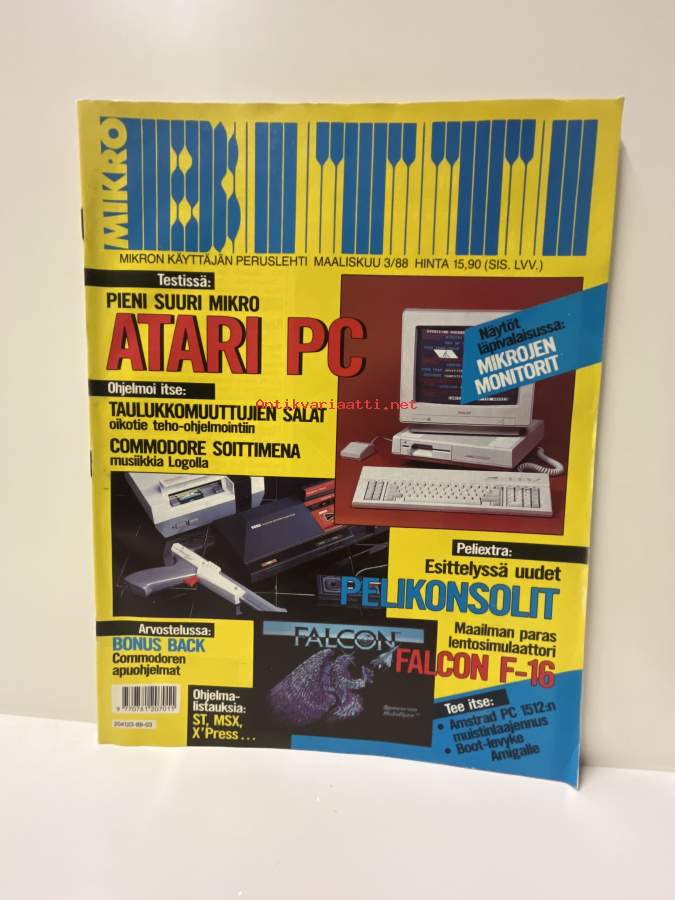 MIKRO
BITTI
MIKRON KÄYTTÄJÄN PERUSLEHTI MAALISKUU 3/88 HINTA 15,90 (SIS. LVV.)
Testissä:
PIENI SUURI MIKRO
ATARI PC
Näytöt
läpivalaisussa:
MIKROJEN
MONITORIT
Ohjelmoi itse:
TAULUKKOMUUTTUJIEN SALAT
oikotie teho-ohjelmointiin
COMMODORE SOITTIMENA
musiikkia Logolla
Antikvariaatti.net
Peliextra:
Esittelyssä uudet
PELIKONSOLIT
Maailman paras
lentosimulaattori
FALCON F-16
Arvostelussa:
BONUS BACK
Commodoren
apuohjelmat
FALCON
9 770781 207011
204123-88-03
Ohjelma-
listauksia:
ST, MSX,
X'Press...
Tee itse:
• Amstrad PC 1512:n
muistinlaajennus
• Boot-levyke
Amigalle